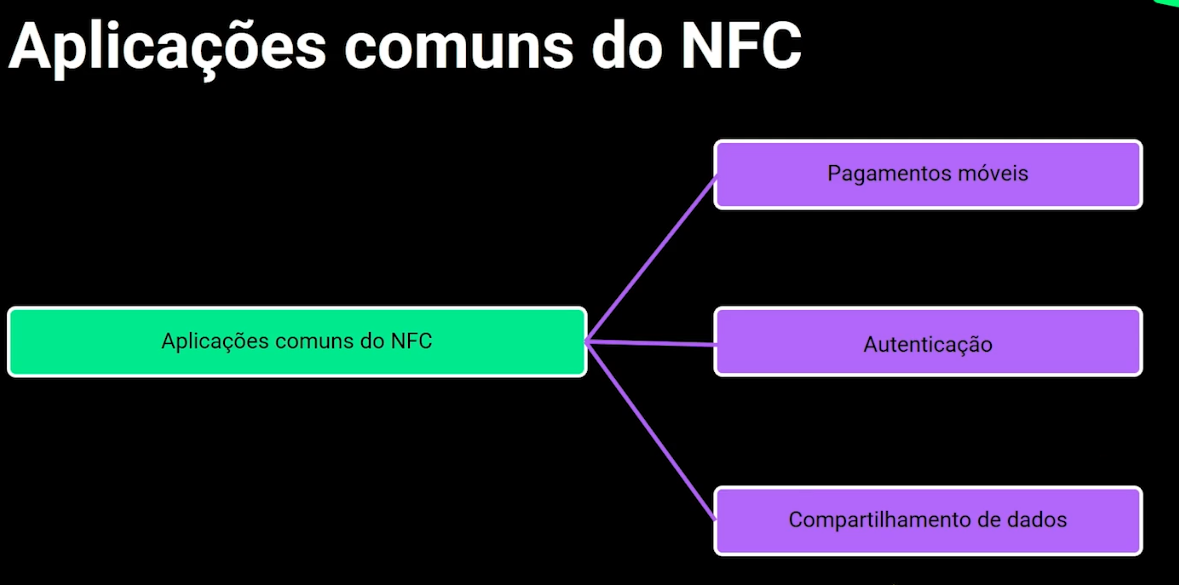 Aplicações comuns do NFC
Pagamentos móveis
Aplicações comuns do NFC
Autenticação
Compartilhamento de dados